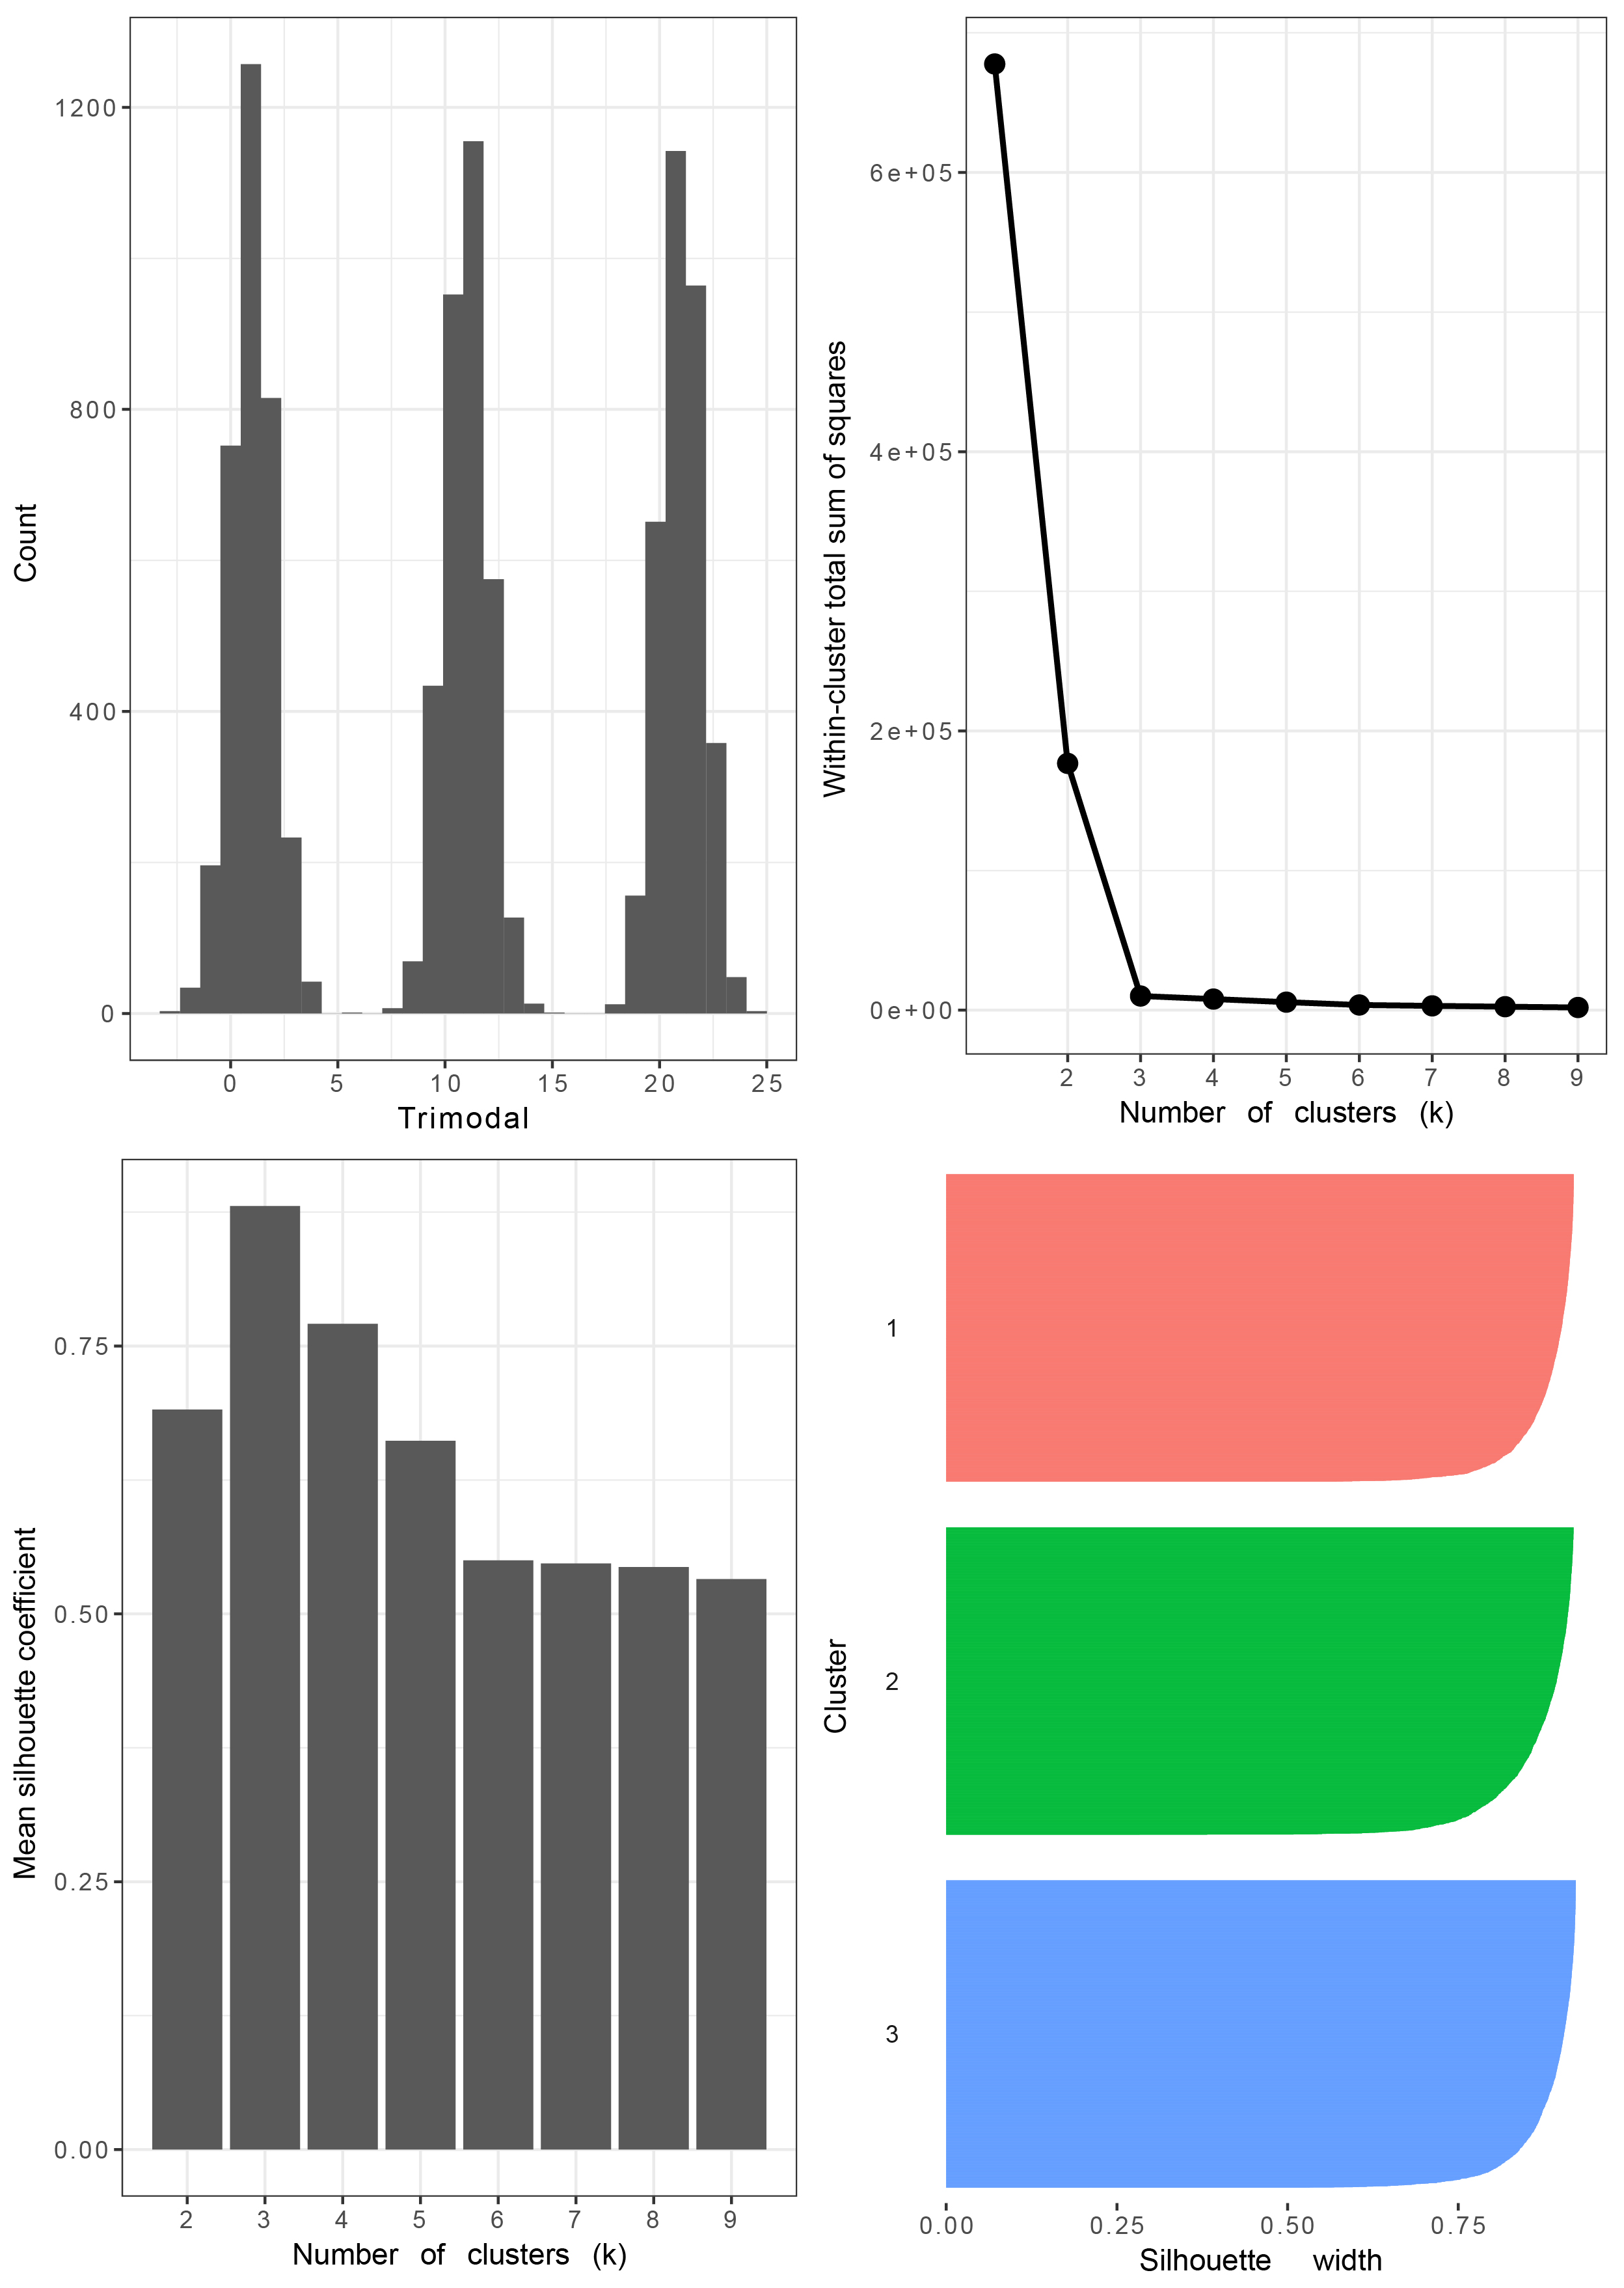 Count
1200
800
400
0
0 5 10 15 20 25
Trimodal
Within-cluster total sum of squares
6e+05
4e+05
2e+05
0e+00
2 3 4 5 6 7 8 9
Number of clusters (k)
Mean silhouette coefficient
0.75
0.50
0.25
0.00
2 3 4 5 6 7 8 9
Number of clusters (k)
Cluster
1
2
3
0.00 0.25 0.50 0.75
Silhouette width